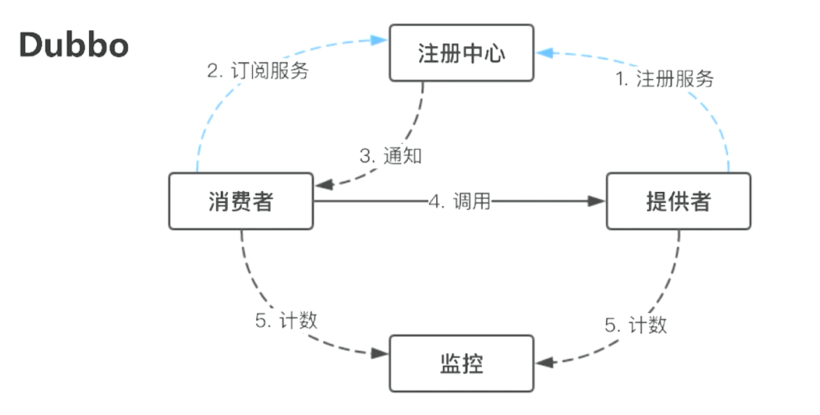 Dubbo
注册中心
2. 订阅服务
1. 注册服务
3. 通知
消费者
4. 调用
提供者
5. 计数
5. 计数
监控